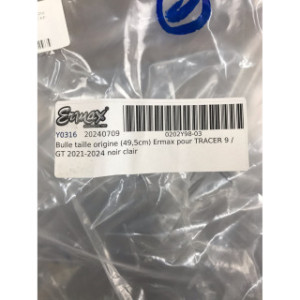 Ermax
Y0316 20240709 0202Y98-03
Bulle taille origine (49,5cm) Ermax pour TRACER 9 /
GT 2021-2024 noir clair